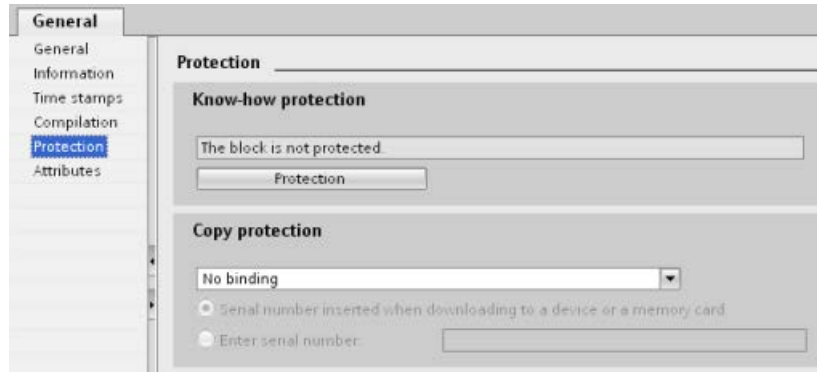 General
General
Information
Time stamps
Compilation
Protection
Attributes
Protection
Know-how protection
The block is not protected.
Protection
Copy protection
No binding
Serial number inserted when downloading to a device or a memory card
Enter serial number: